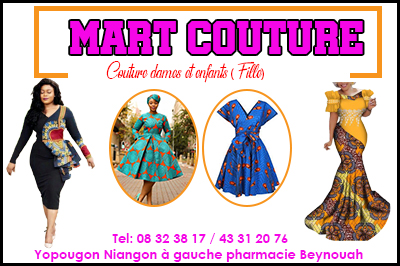 MART COUTURE
Couture dames et enfants ( Fille)
Tel: 08 32 38 17 / 43 31 20 76
Yopougon Niangon à gauche pharmacie Beynouah